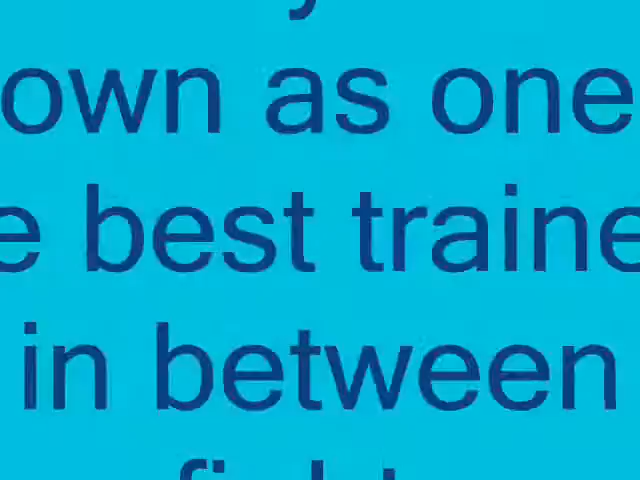 own as one
e best traine
in between